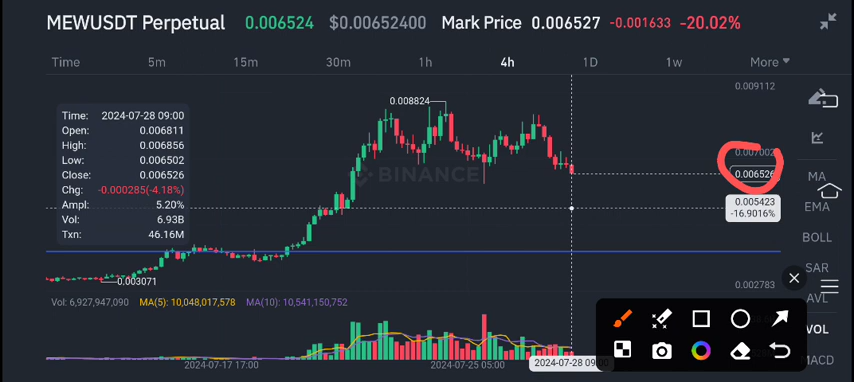 MEWUSDT Perpetual 0.006524 $0.00652400 Mark Price 0.006527 -0.001633 -20.02%
Time 5m 15m 30m 1h 4h 1D 1w More
0.009112
0.008824
Time: 2024-07-28 09:00
Open: 0.006811
High: 0.006856
Low: 0.006502
Close: 0.006526
Chg: -0.000285(-4.18%)
Ampl: 5.20%
Vol: 6.93B
Txn: 46.16M
BINANCE
0.007002
0.006526
0.005423
-16.9016%
0.003071
0.002783
MA
EMA
BOLL
SAR
AVL
VOL
MACD
Vol: 6,927,947,090 MA(5): 10,048,017,578 MA(10): 10,541,150,752
2024-07-17 17:00 2024-07-25 05:00 2024-07-28 09:00